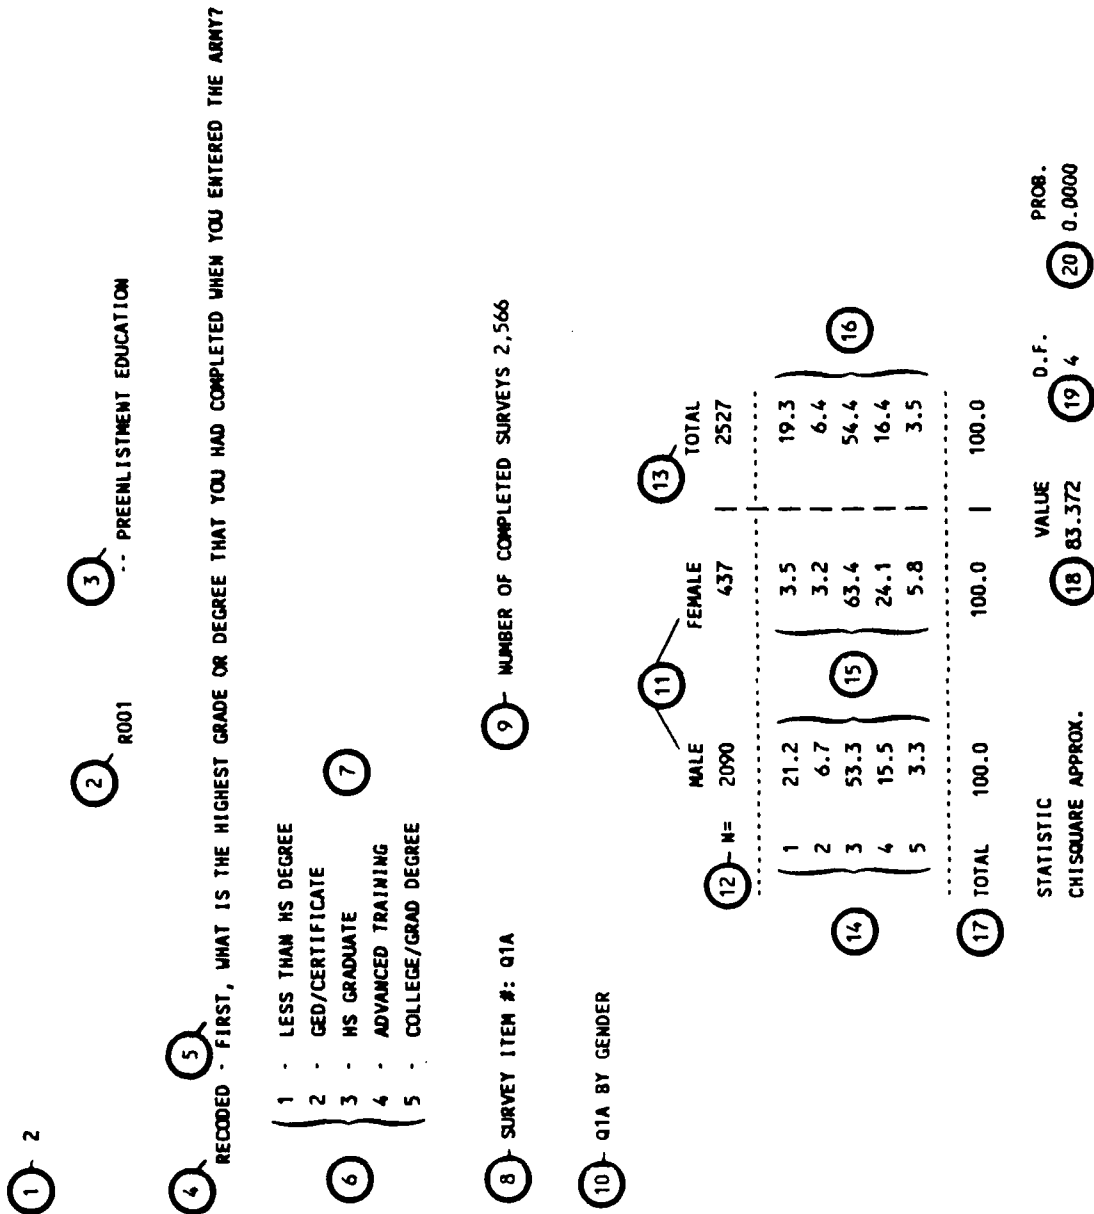 1 2
2 R001 3 -- PREENLISTMENT EDUCATION
4 5
RECODED - FIRST, WHAT IS THE HIGHEST GRADE OR DEGREE THAT YOU HAD COMPLETED WHEN YOU ENTERED THE ARMY?
1 - LESS THAN HS DEGREE
2 - GED/CERTIFICATE
6 3 - HS GRADUATE 7
4 - ADVANCED TRAINING
5 - COLLEGE/GRAD DEGREE
8 SURVEY ITEM #: Q1A 9 NUMBER OF COMPLETED SURVEYS 2,566
10 Q1A BY GENDER
11 13
MALE FEMALE TOTAL
12 N= 2090 437 | 2527
1 21.2 3.5 | 19.3
2 6.7 3.2 | 6.4
14 3 53.3 15 63.4 | 54.4 16
4 15.5 24.1 | 16.4
5 3.3 5.8 | 3.5
17 TOTAL 100.0 100.0 | 100.0
STATISTIC VALUE D.F. PROB.
CHISQUARE APPROX. 18 83.372 19 4 20 0.0000